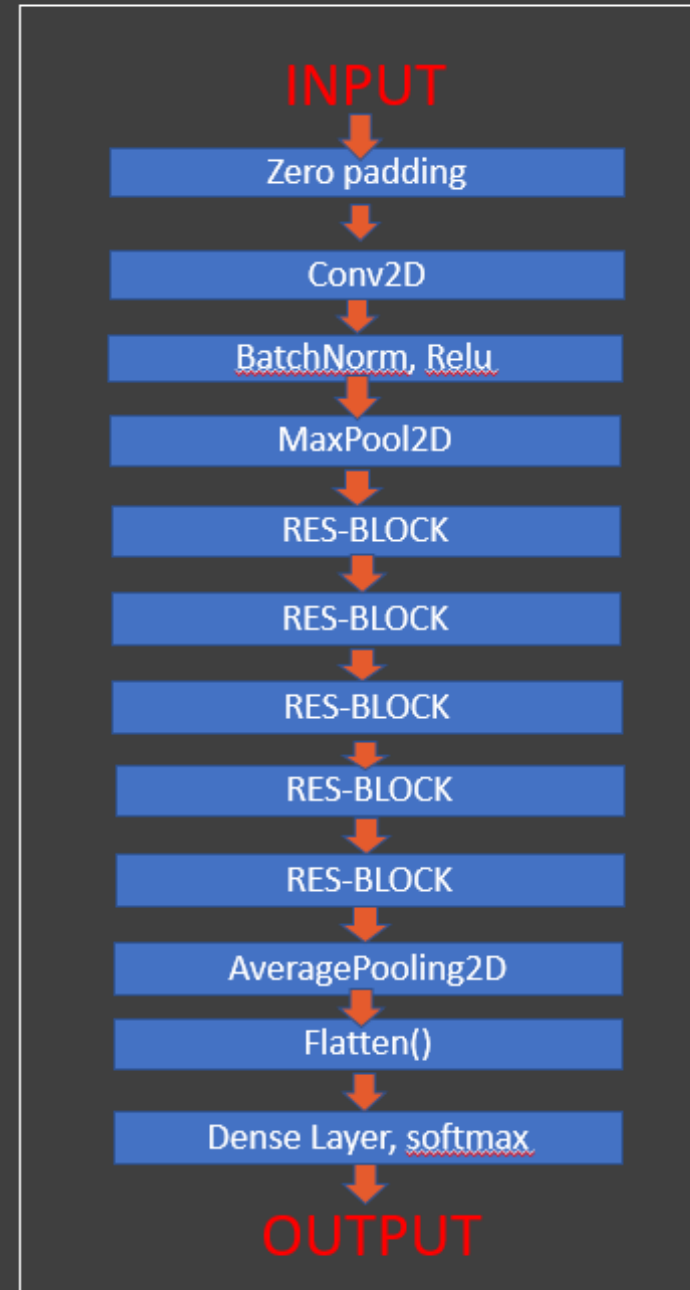 INPUT
Zero padding
Conv2D
BatchNorm, Relu
MaxPool2D
RES-BLOCK
RES-BLOCK
RES-BLOCK
RES-BLOCK
RES-BLOCK
AveragePooling2D
Flatten()
Dense Layer, softmax
OUTPUT